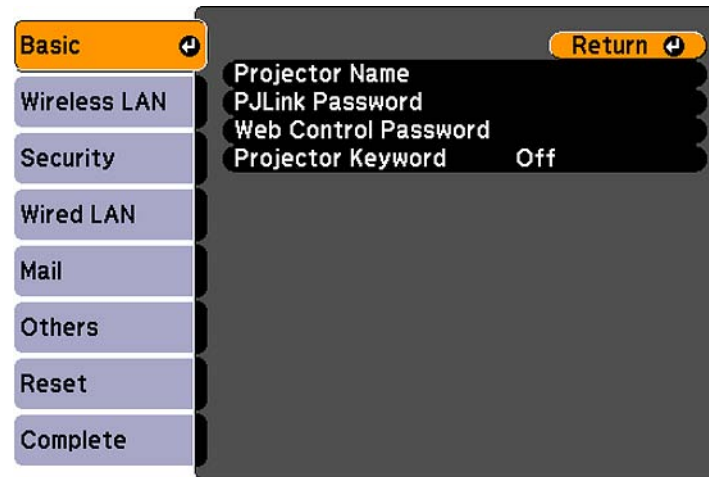 Basic
Wireless LAN
Security
Wired LAN
Mail
Others
Reset
Complete
Return
Projector Name
PJLink Password
Web Control Password
Projector Keyword Off